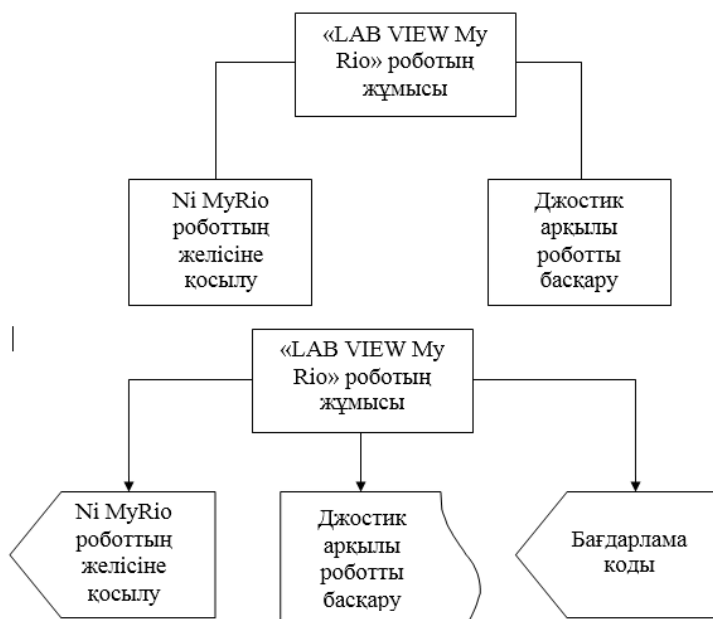 «LAB VIEW My
Rio» роботың
жұмысы
Ni MyRio
роботтың
желісіне
қосылу
Джостик
арқылы
роботты
басқару
«LAB VIEW My
Rio» роботың
жұмысы
Ni MyRio
роботтың
желісіне
қосылу
Джостик
арқылы
роботты
басқару
Бағдарлама
коды